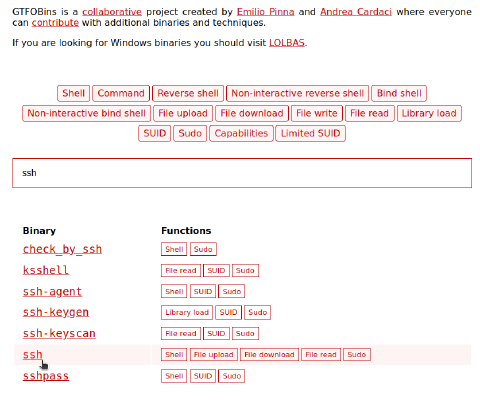 GTFOBins is a collaborative project created by Emilio Pinna and Andrea Cardaci where everyone
can contribute with additional binaries and techniques.
If you are looking for Windows binaries you should visit LOLBAS.
Shell Command Reverse shell Non-interactive reverse shell Bind shell
Non-interactive bind shell File upload File download File write File read Library load
SUID Sudo Capabilities Limited SUID
ssh
Binary Functions
check_by_ssh Shell Sudo
ksshell File read SUID Sudo
ssh-agent Shell SUID Sudo
ssh-keygen Library load SUID Sudo
ssh-keyscan File read SUID Sudo
ssh Shell File upload File download File read Sudo
sshpass Shell SUID Sudo